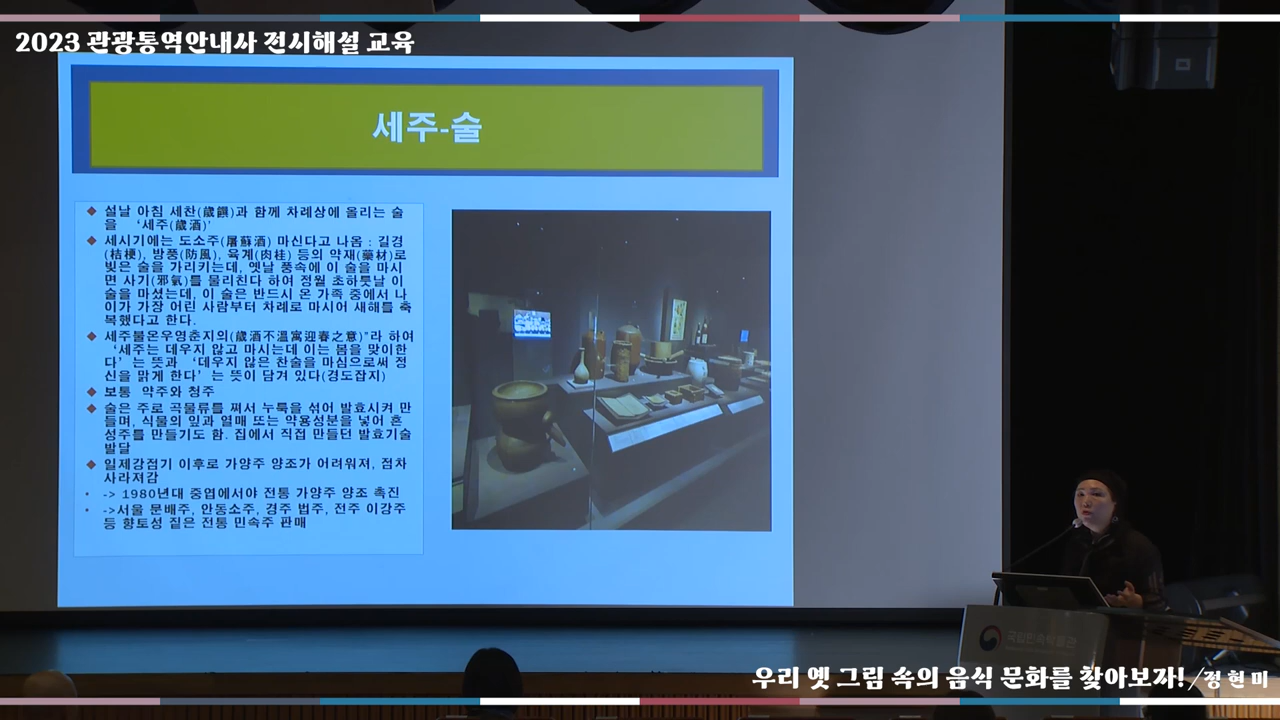 2023 관광통역안내사 전시해설 교육
세주-술
◆ 설날 아침 세찬(歲饌)과 함께 차례상에 올리는 술
을 ‘세주(歲酒)’
◆ 세시기에는 도소주(屠蘇酒) 마신다고 나옴 : 길경
(桔梗), 방풍(防風), 육계(肉桂) 등의 약재(藥材)로
빚은 술을 가리키는데, 옛날 풍속에 이 술을 마시
면 사기(邪氣)를 물리친다 하여 정월 초하룻날 이
술을 마셨는데, 이 술은 반드시 온 가족 중에서 나
이가 가장 어린 사람부터 차례로 마시어 새해를 축
복했다고 한다.
◆ 세주불온우영춘지의(歲酒不溫寓迎春之意)”라 하여
‘세주는 데우지 않고 마시는데 이는 봄을 맞이한
다’는 뜻과 ‘데우지 않은 찬술을 마심으로써 정
신을 맑게 한다’는 뜻이 담겨 있다(경도잡지)
◆ 보통 약주와 청주
◆ 술은 주로 곡물류를 쪄서 누룩을 섞어 발효시켜 만
들며, 식물의 잎과 열매 또는 약용성분을 넣어 혼
성주를 만들기도 함. 집에서 직접 만들던 발효기술
발달
◆ 일제강점기 이후로 가양주 양조가 어려워져, 점차
사라져감
• -> 1980년대 중엽에서야 전통 가양주 양조 촉진
• ->서울 문배주, 안동소주, 경주 법주, 전주 이강주
등 향토성 짙은 전통 민속주 판매
국립민속박물관
우리 옛 그림 속의 음식 문화를 찾아보자! /정현미